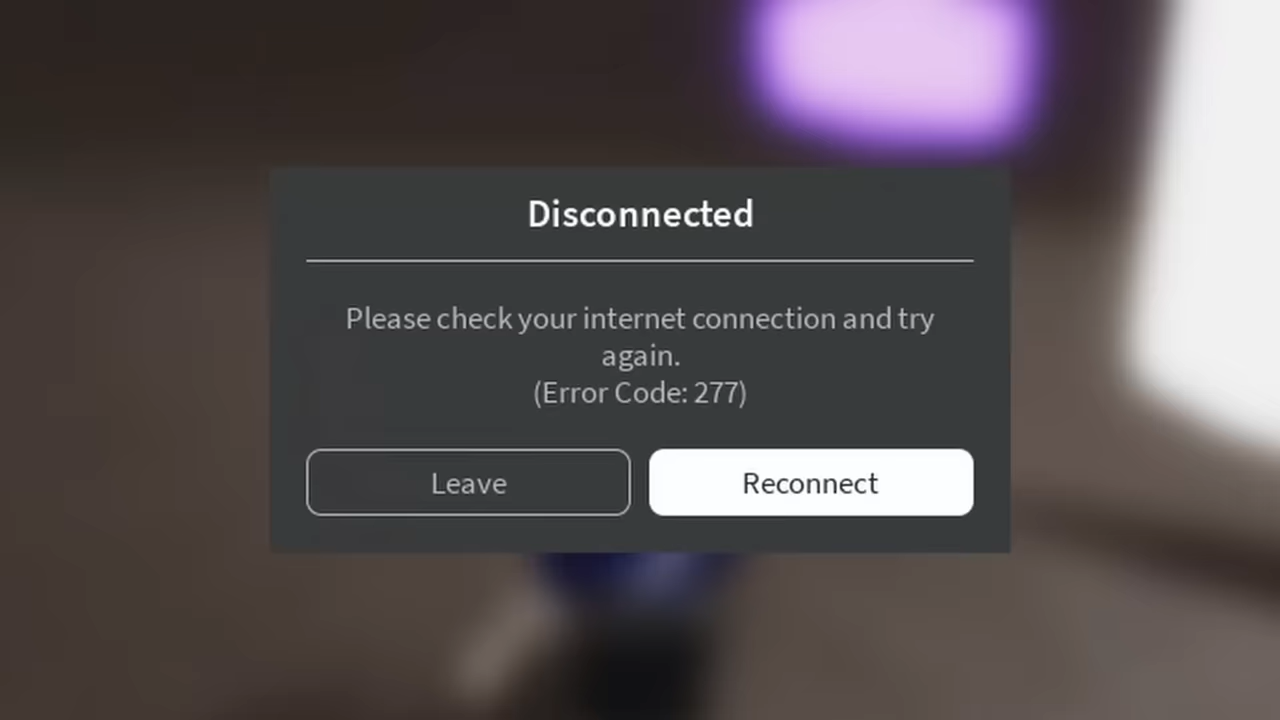 Disconnected
Please check your internet connection and try
again.
(Error Code: 277)
Leave
Reconnect